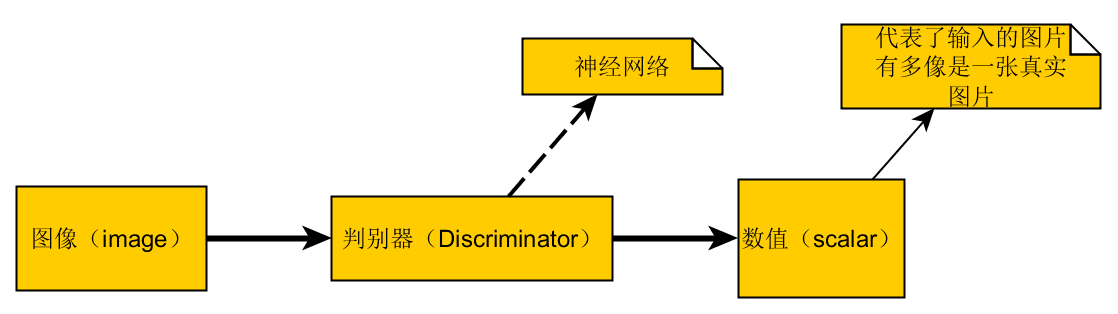 神经网络
代表了输入的图片
有多像是一张真实
图片
图像（image）
判别器（Discriminator）
数值（scalar）